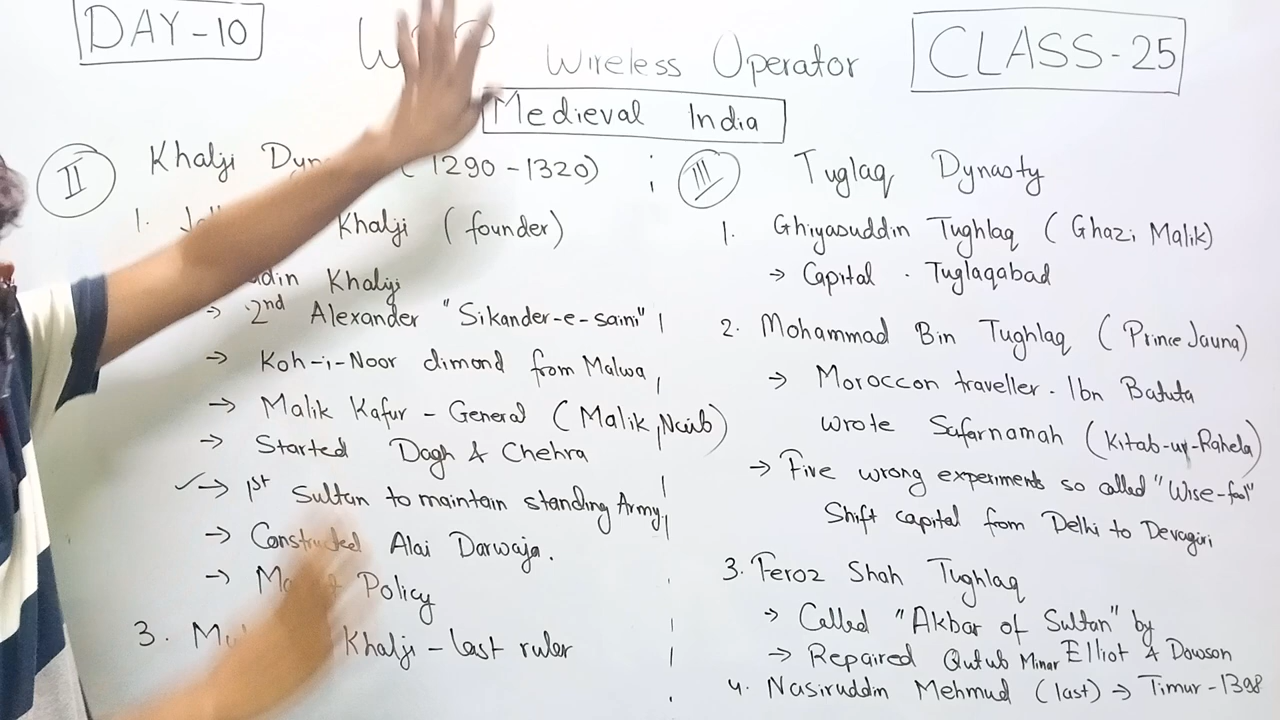 DAY-10
Wireless Operator
CLASS-25
Medieval India
II Khalji (1290-1320)
1. Khalji (founder)
Khalji
→ 2nd Alexander "Sikander-e-saini"
→ Koh-i-Noor dimond from Malwa
→ Malik Kafur - General (Malik Naib)
→ Started Dagh & Chehra
✓→ 1st Sultan to maintain standing Army
→ Constructed Alai Darwaja.
→ Policy
3. Khalji - last ruler
III Tuglaq Dynasty
1. Ghiyasuddin Tughlaq (Ghazi Malik)
→ Capital . Tuglaqabad
2. Mohammad Bin Tughlaq (Prince Jauna)
→ Moroccon traveller. Ibn Batuta
wrote Safarnamah (Kitab-up-Rahela)
→ Five wrong experiments so called "Wise-fool"
Shift capital from Delhi to Devagiri
3. Feroz Shah Tughlaq
→ Called "Akbar of Sultan" by
Elliot & Dowson
→ Repaired Qutub Minar
4. Nasiruddin Mehmud (last) → Timur-1398